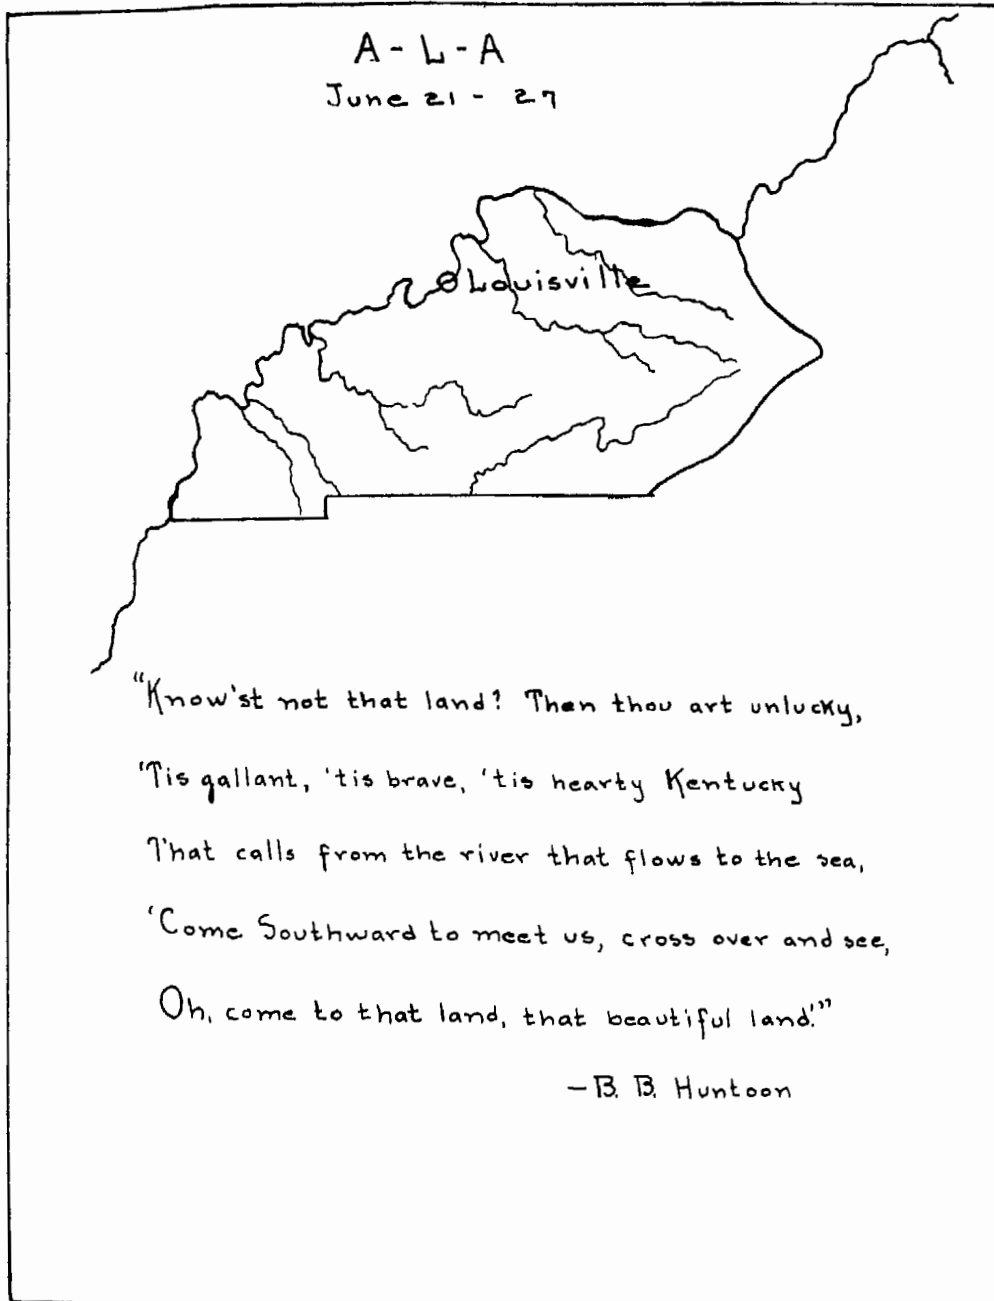 A - L - A
June 21 - 27
Louisville
"Know'st not that land? Then thou art unlucky,
'Tis gallant, 'tis brave, 'tis hearty Kentucky
That calls from the river that flows to the sea,
'Come Southward to meet us, cross over and see,
Oh, come to that land, that beautiful land.'"
—B. B. Huntoon